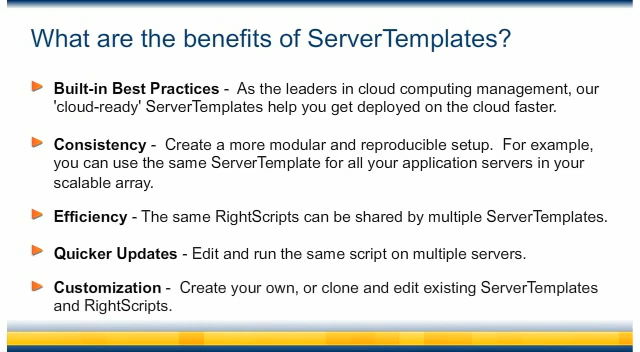 What are the benefits of ServerTemplates?
Built-in Best Practices - As the leaders in cloud computing management, our
'cloud-ready' ServerTemplates help you get deployed on the cloud faster.
Consistency - Create a more modular and reproducible setup. For example,
you can use the same ServerTemplate for all your application servers in your
scalable array.
Efficiency - The same RightScripts can be shared by multiple ServerTemplates.
Quicker Updates - Edit and run the same script on multiple servers.
Customization - Create your own, or clone and edit existing ServerTemplates
and RightScripts.